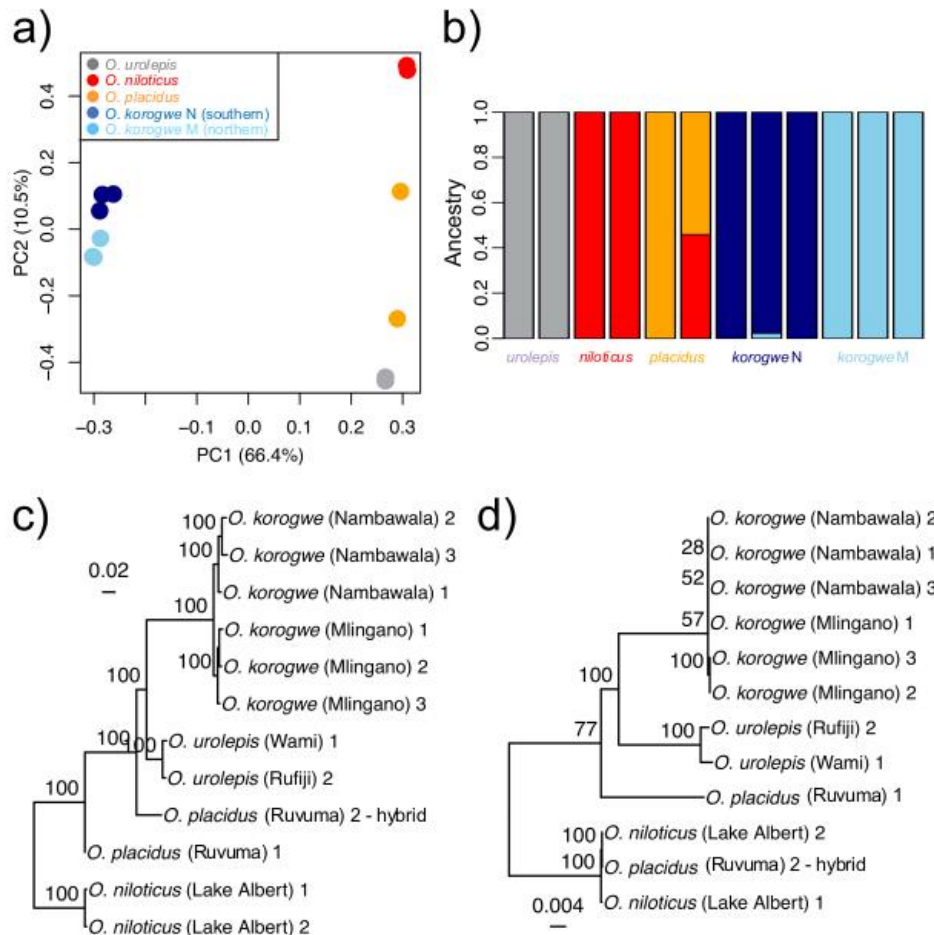 a)
O. urolepis
O. niloticus
O. placidus
O. korogwe N (southern)
O. korogwe M (northern)
PC2 (10.5%)
0.4
0.2
0.0
−0.2
−0.4
−0.3
−0.1
0.0
0.1
0.2
0.3
PC1 (66.4%)
b)
Ancestry
1.0
0.8
0.6
0.4
0.2
0.0
urolepis
niloticus
placidus
korogwe N
korogwe M
c)
0.02
100
100
100
100
100
100
100
100
O. korogwe (Nambawala) 2
O. korogwe (Nambawala) 3
O. korogwe (Nambawala) 1
O. korogwe (Mlingano) 1
O. korogwe (Mlingano) 2
O. korogwe (Mlingano) 3
O. urolepis (Wami) 1
O. urolepis (Rufiji) 2
O. placidus (Ruvuma) 2 - hybrid
O. placidus (Ruvuma) 1
O. niloticus (Lake Albert) 1
O. niloticus (Lake Albert) 2
100
d)
O. korogwe (Nambawala) 2
28
O. korogwe (Nambawala) 1
52
O. korogwe (Nambawala) 3
57
O. korogwe (Mlingano) 1
100
O. korogwe (Mlingano) 3
O. korogwe (Mlingano) 2
100
77
100
O. urolepis (Rufiji) 2
O. urolepis (Wami) 1
O. placidus (Ruvuma) 1
100
O. niloticus (Lake Albert) 2
100
O. placidus (Ruvuma) 2 - hybrid
O. niloticus (Lake Albert) 1
0.004